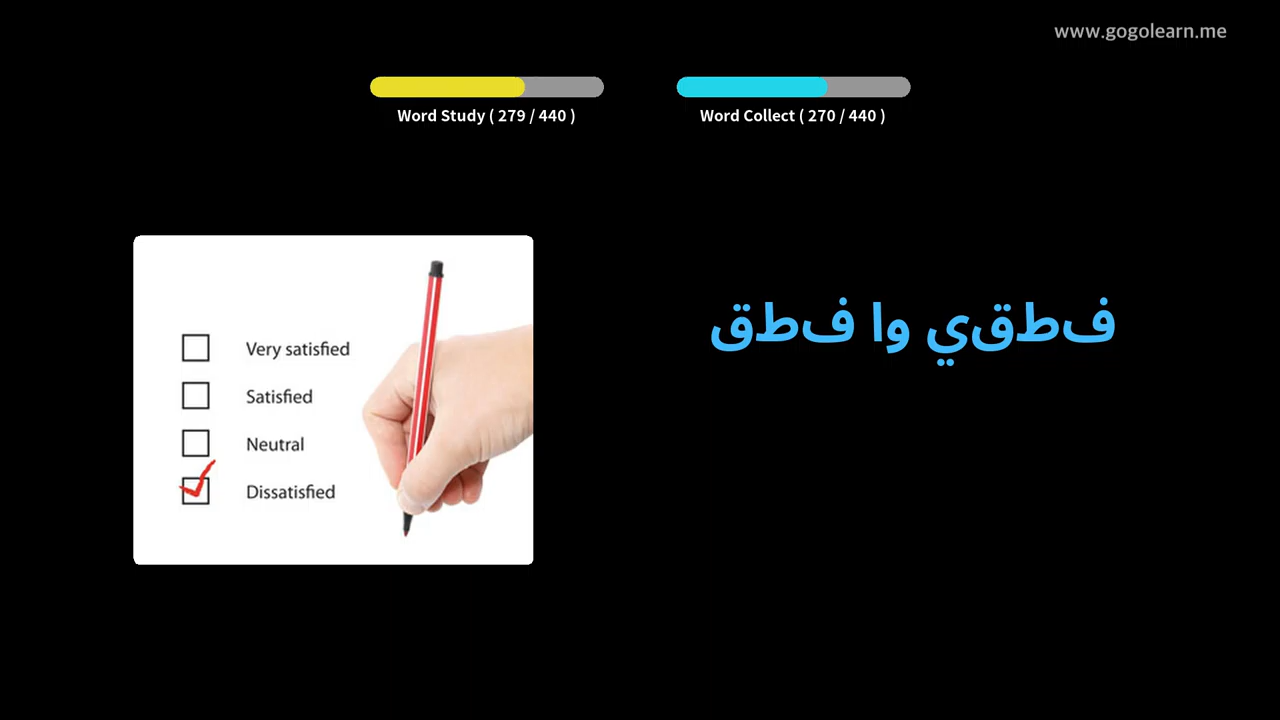 www.gogolearn.me
Word Study ( 279 / 440 )
Word Collect ( 270 / 440 )
Very satisfied
Satisfied
Neutral
Dissatisfied
فطقي وا فطق